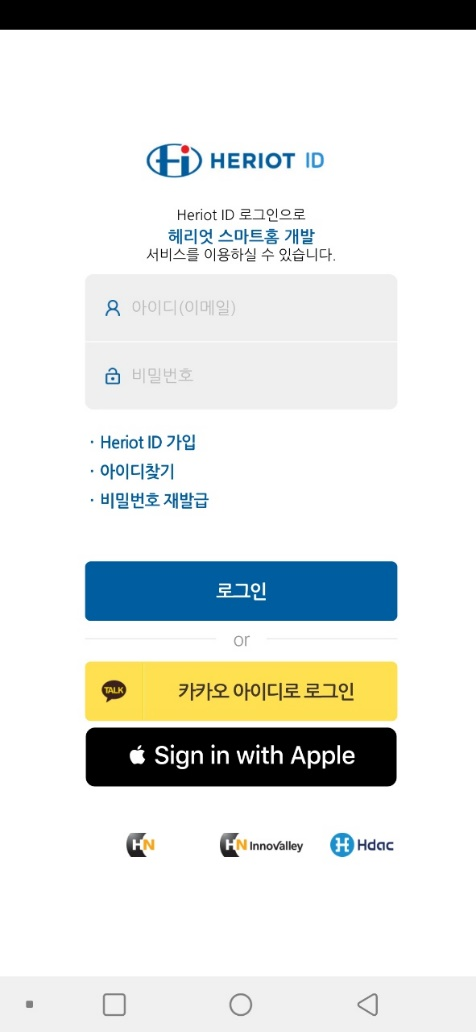 HERIOT ID
Heriot ID 로그인으로
헤리엇 스마트홈 개발
서비스를 이용하실 수 있습니다.
아이디(이메일)
비밀번호
· Heriot ID 가입
· 아이디찾기
· 비밀번호 재발급
로그인
or
TALK 카카오 아이디로 로그인
Sign in with Apple
HN HN InnoValley Hdac